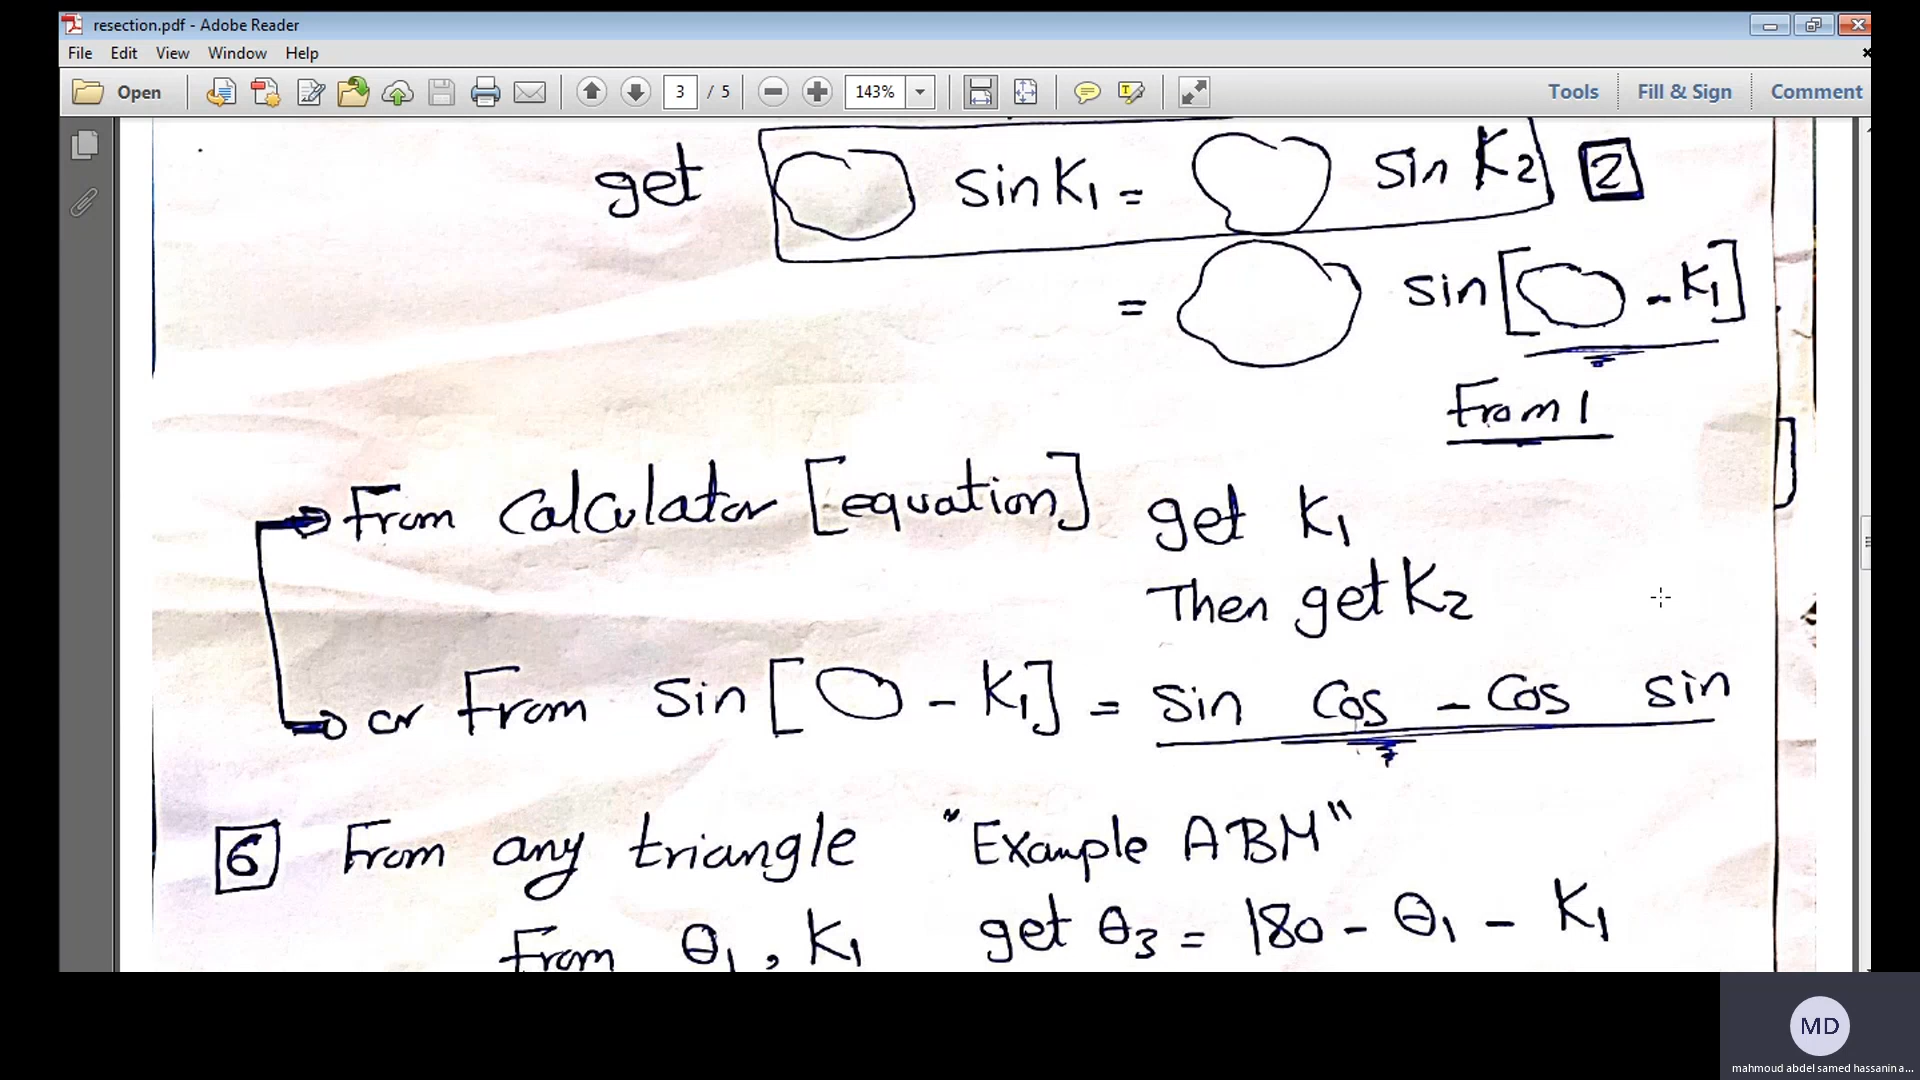 resection.pdf - Adobe Reader
File Edit View Window Help
Open 3 / 5 143% Tools Fill & Sign Comment
get sin K1 = sin K2 2
= sin [ - K1]
From 1
From Calculator [equation] get K1
Then get K2
or From sin [ - K1] = sin cos - cos sin
6 From any triangle "Example ABM"
From θ1, K1 get θ3 = 180 - θ1 - K1
MD
mahmoud abdel samed hassanin a...